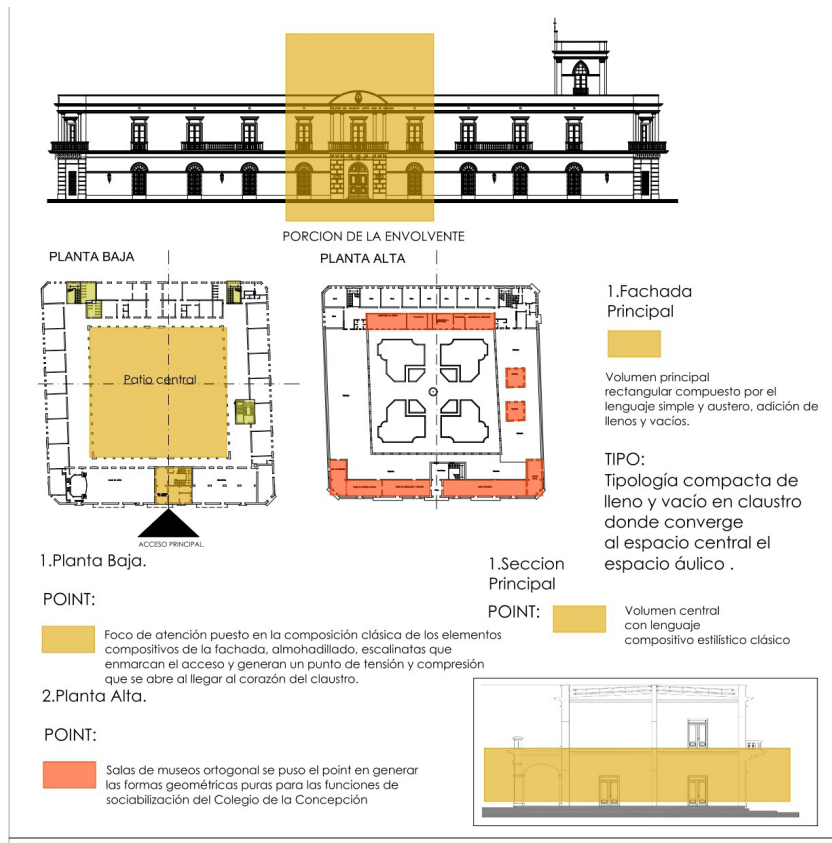 PORCION DE LA ENVOLVENTE
PLANTA BAJA
PLANTA ALTA
Patio central
ACCESO PRINCIPAL.
1.Fachada
Principal
Volumen principal
rectangular compuesto por el
lenguaje simple y austero, adición de
llenos y vacíos.
TIPO:
Tipología compacta de
lleno y vacío en claustro
donde converge
al espacio central el
espacio áulico .
1.Planta Baja.
POINT:
Foco de atención puesto en la composición clásica de los elementos
compositivos de la fachada, almohadillado, escalinatas que
enmarcan el acceso y generan un punto de tensión y compresión
que se abre al llegar al corazón del claustro.
1.Seccion
Principal
POINT:
Volumen central
con lenguaje
compositivo estilístico clásico
2.Planta Alta.
POINT:
Salas de museos ortogonal se puso el point en generar
las formas geométricas puras para las funciones de
sociabilización del Colegio de la Concepción